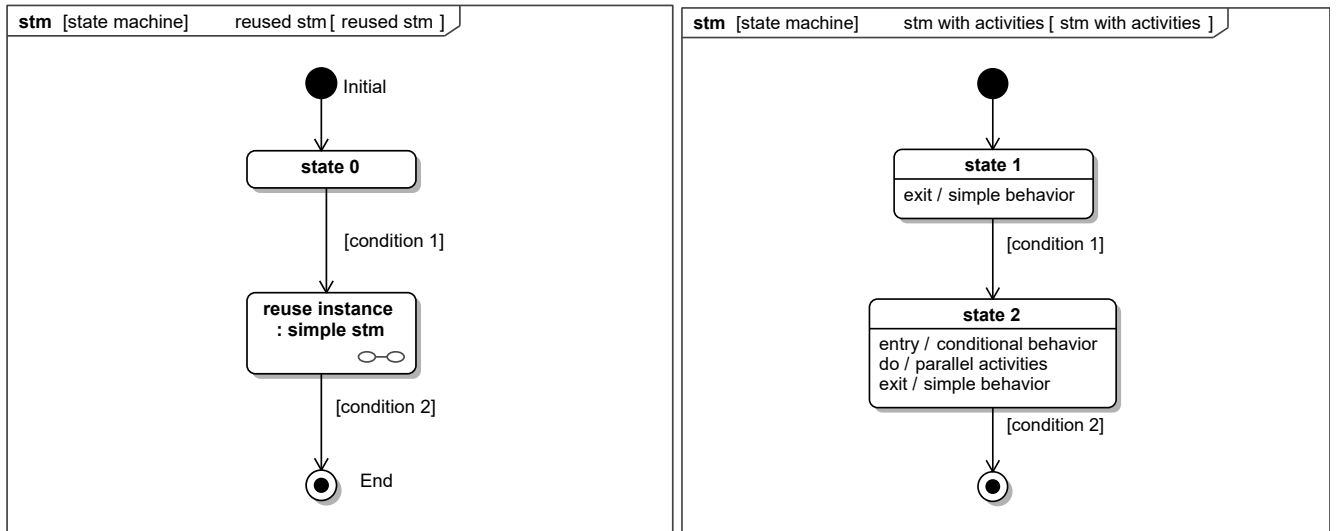 stm [state machine] reused stm [ reused stm ]
Initial
state 0
[condition 1]
reuse instance
: simple stm
[condition 2]
End
stm [state machine] stm with activities [ stm with activities ]
state 1
exit / simple behavior
[condition 1]
state 2
entry / conditional behavior
do / parallel activities
exit / simple behavior
[condition 2]